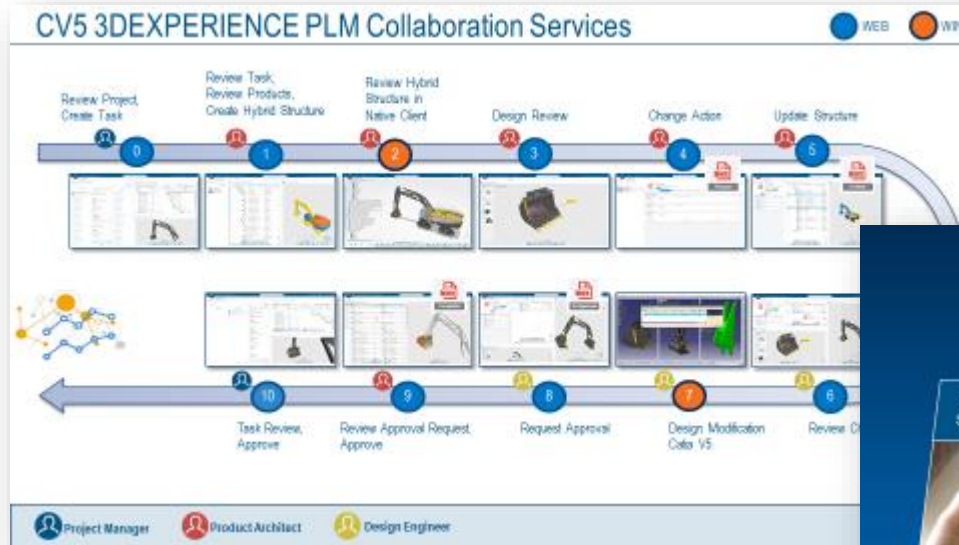 CV5 3DEXPERIENCE PLM Collaboration Services
WEB
WIN
Review Project,
Create Task
Review Task,
Review Products,
Create Hybrid Structure
Review Hybrid
Structure in
Native Client
Design Review
Change Action
Update Structure
0
1
2
3
4
5
10
9
8
7
6
Task Review,
Approve
Review Approval Request,
Approve
Request Approval
Design Modification
Catia V5
Review C
S
Project Manager
Product Architect
Design Engineer